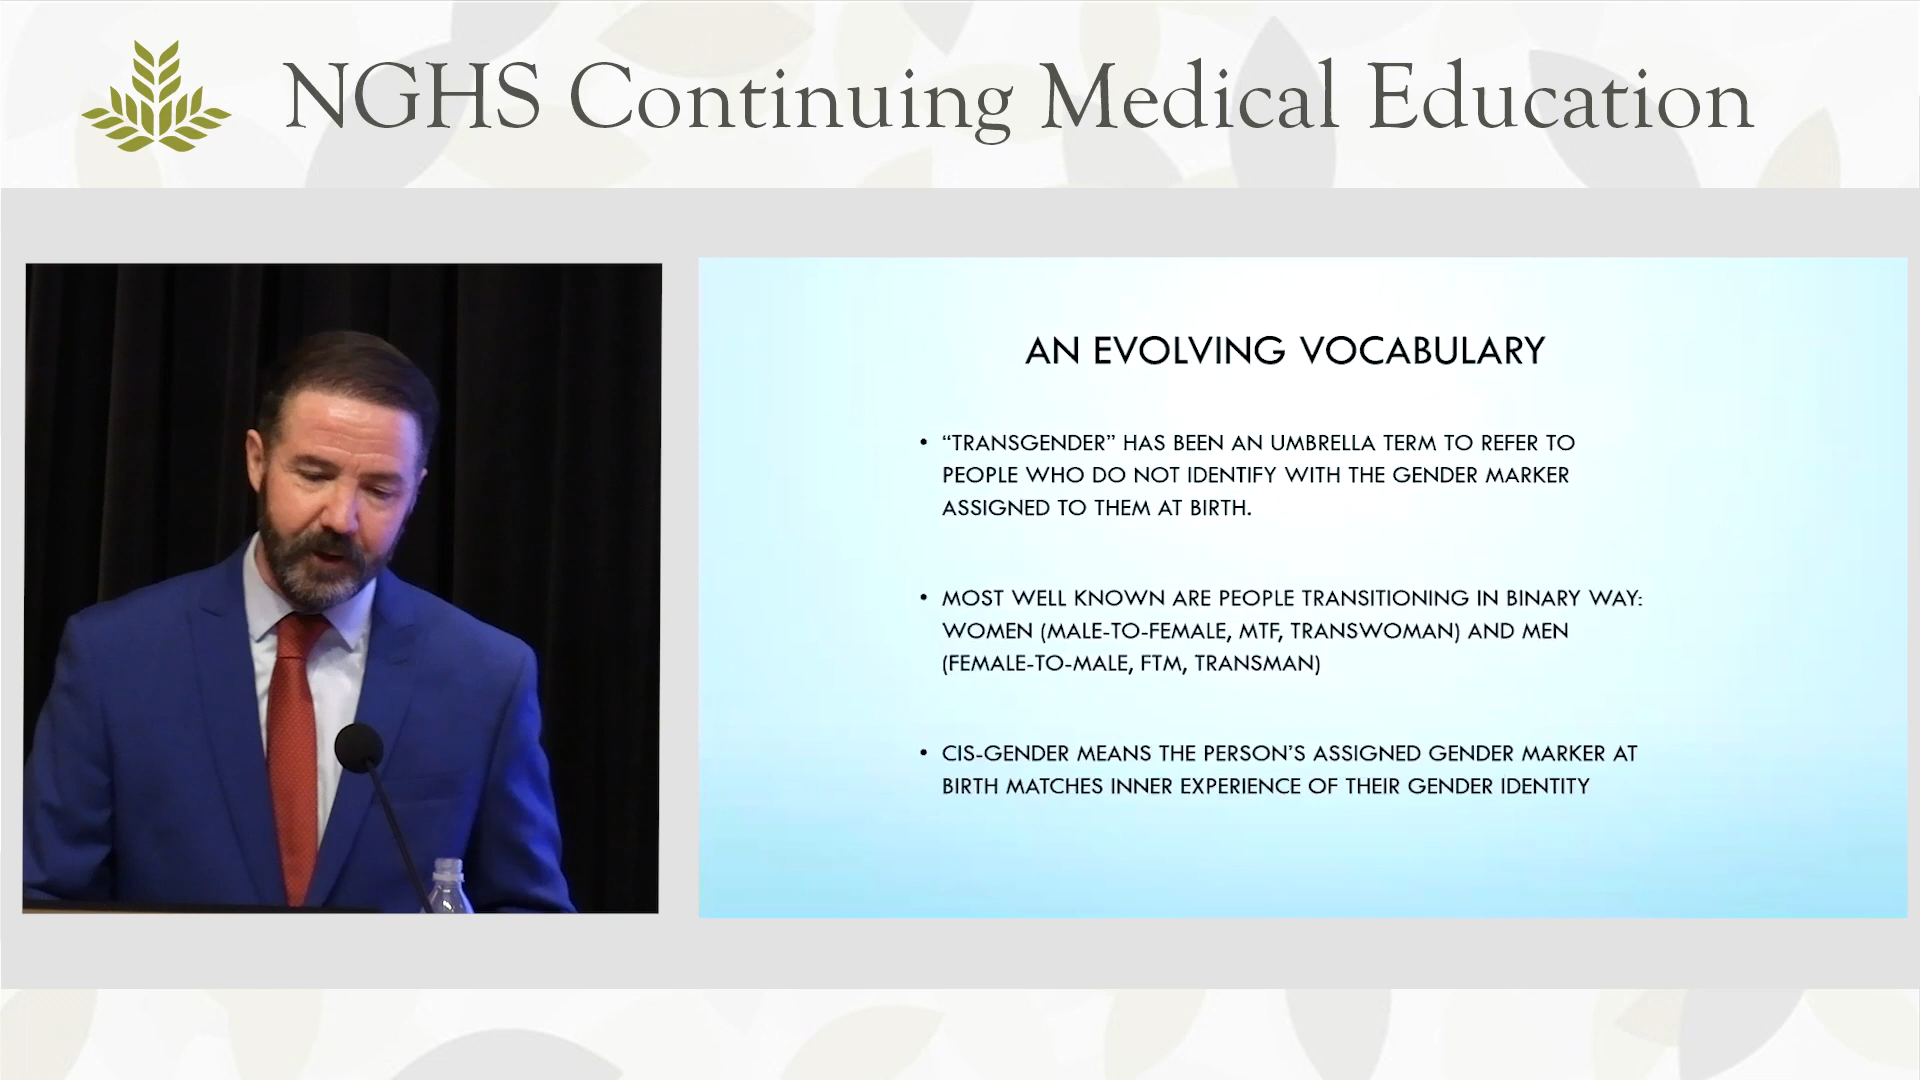 NGHS Continuing Medical Education
AN EVOLVING VOCABULARY
• “TRANSGENDER” HAS BEEN AN UMBRELLA TERM TO REFER TO
PEOPLE WHO DO NOT IDENTIFY WITH THE GENDER MARKER
ASSIGNED TO THEM AT BIRTH.
• MOST WELL KNOWN ARE PEOPLE TRANSITIONING IN BINARY WAY:
WOMEN (MALE-TO-FEMALE, MTF, TRANSWOMAN) AND MEN
(FEMALE-TO-MALE, FTM, TRANSMAN)
• CIS-GENDER MEANS THE PERSON’S ASSIGNED GENDER MARKER AT
BIRTH MATCHES INNER EXPERIENCE OF THEIR GENDER IDENTITY